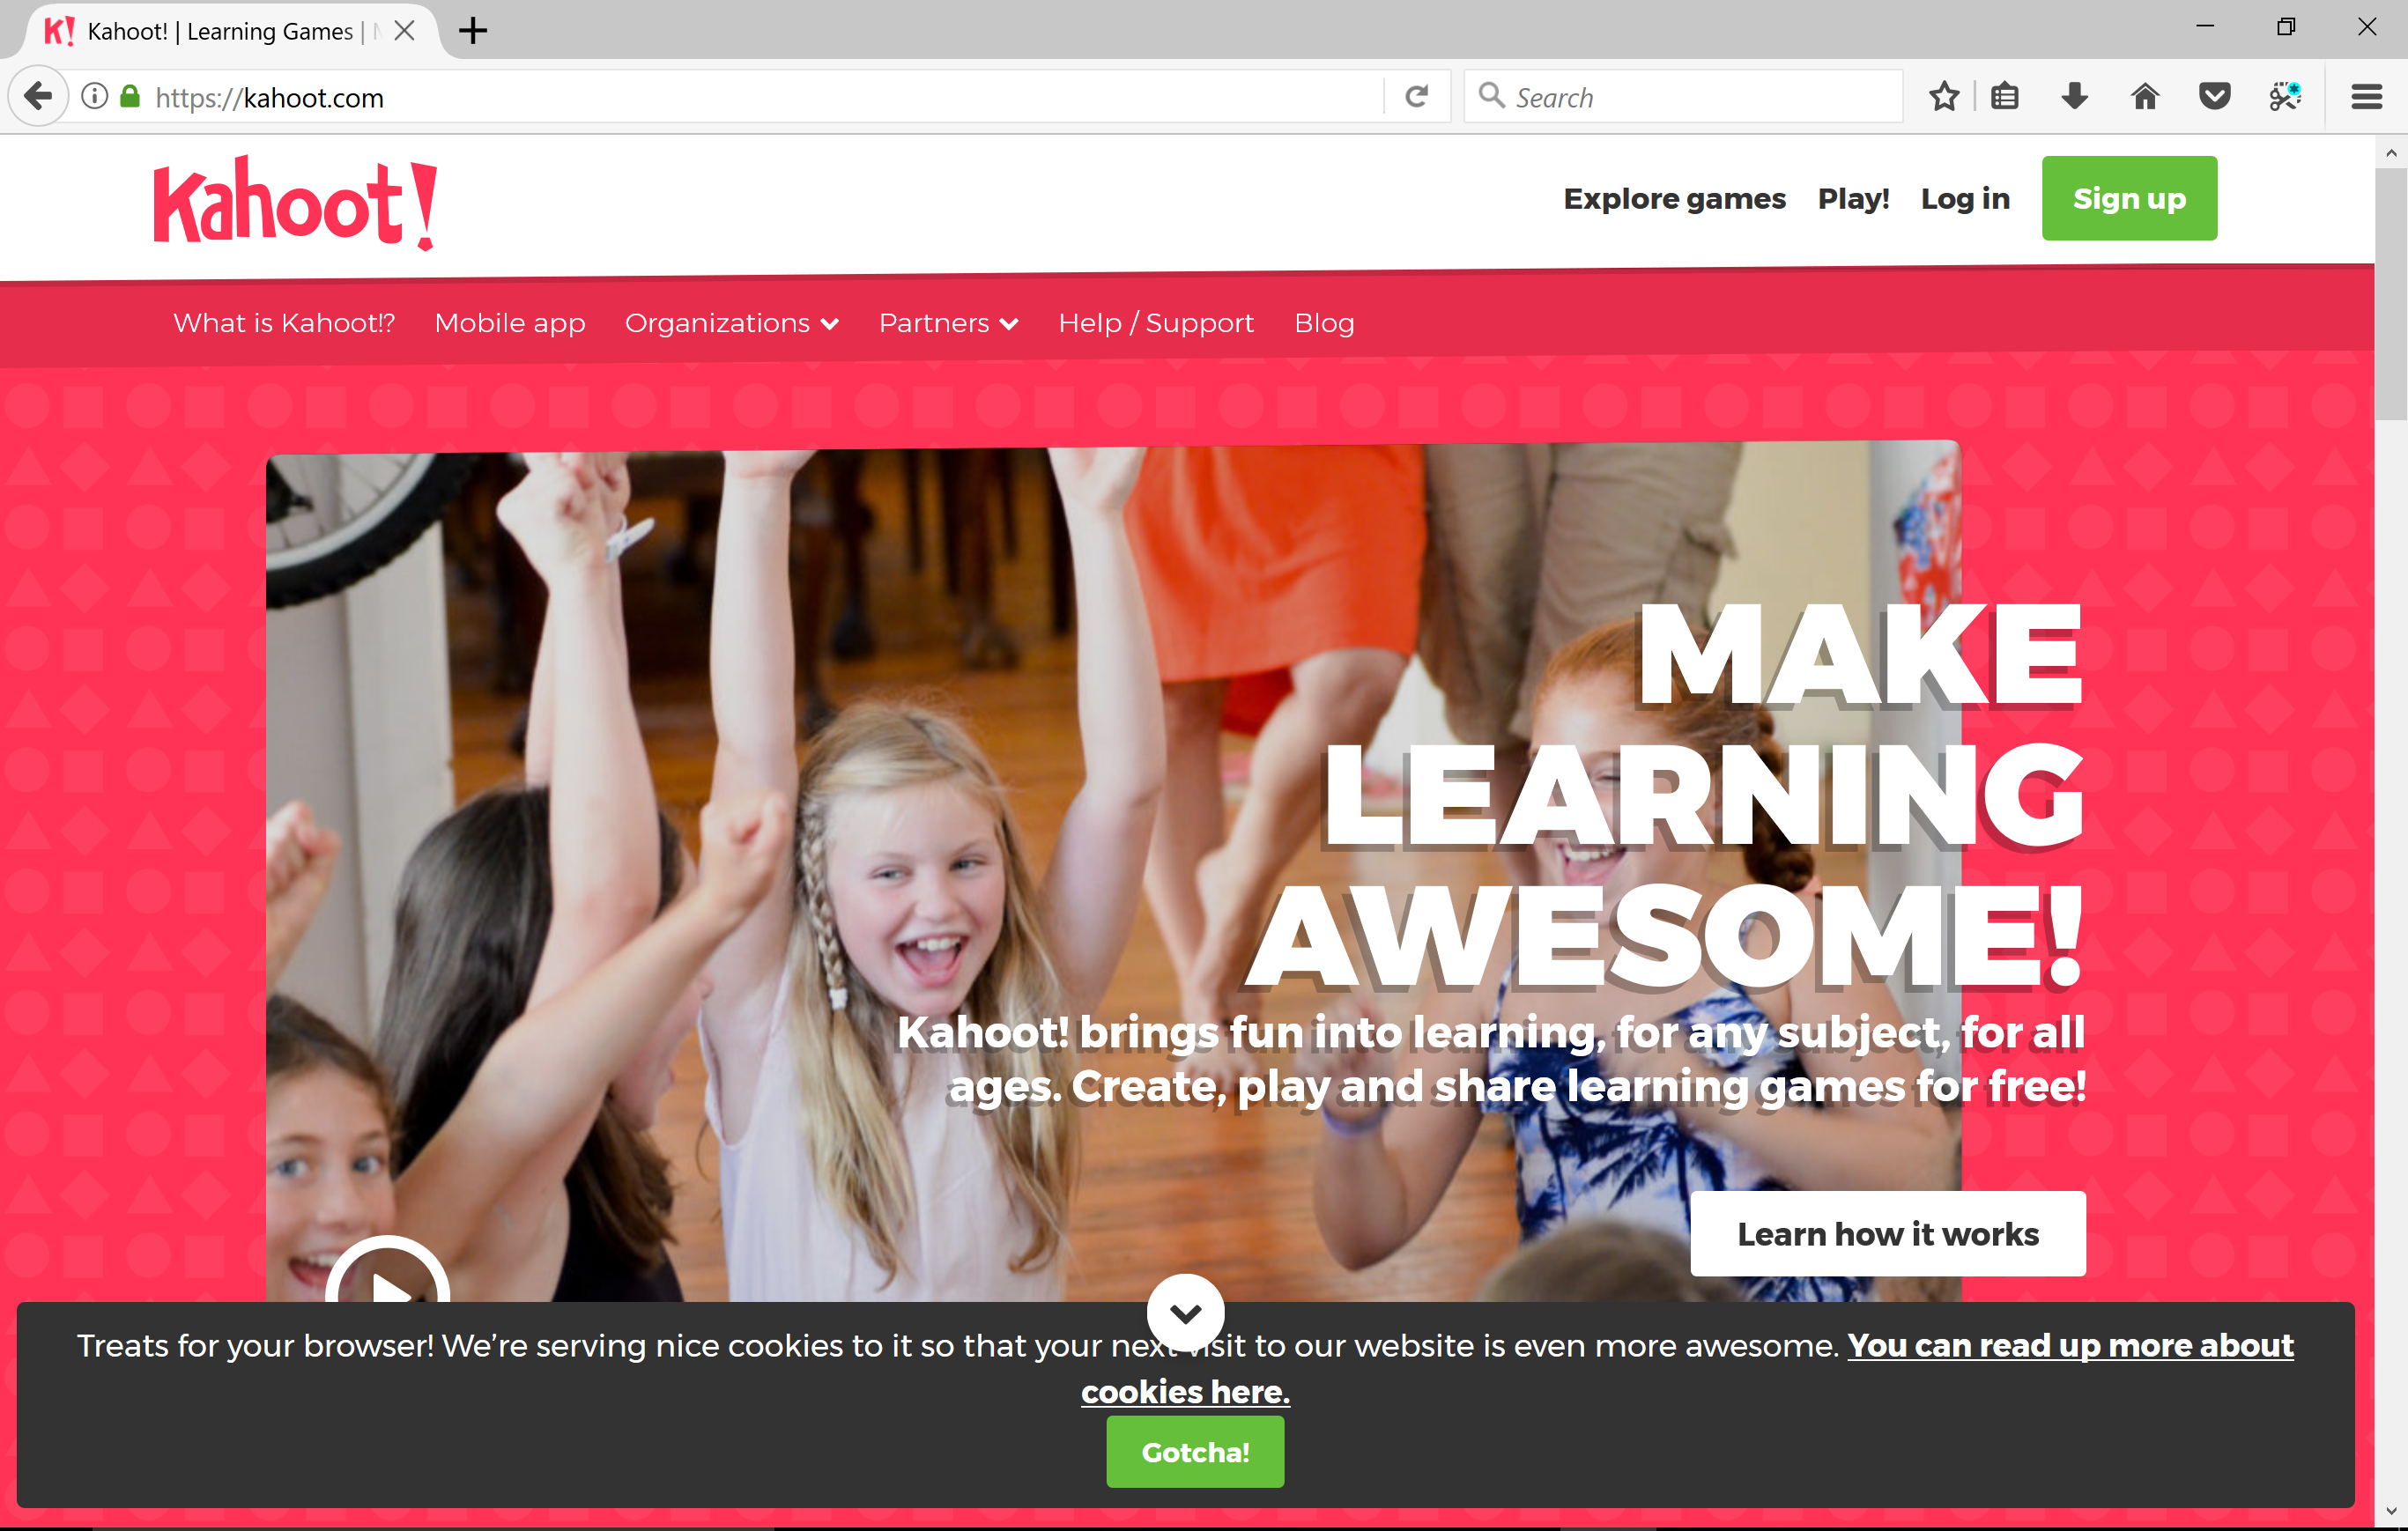 Kahoot! | Learning Games |
https://kahoot.com
Search
Kahoot!
Explore games Play! Log in Sign up
What is Kahoot!? Mobile app Organizations Partners Help / Support Blog
MAKE
LEARNING
AWESOME!
Kahoot! brings fun into learning, for any subject, for all
ages. Create, play and share learning games for free!
Learn how it works
Treats for your browser! We’re serving nice cookies to it so that your next visit to our website is even more awesome. You can read up more about
cookies here.
Gotcha!